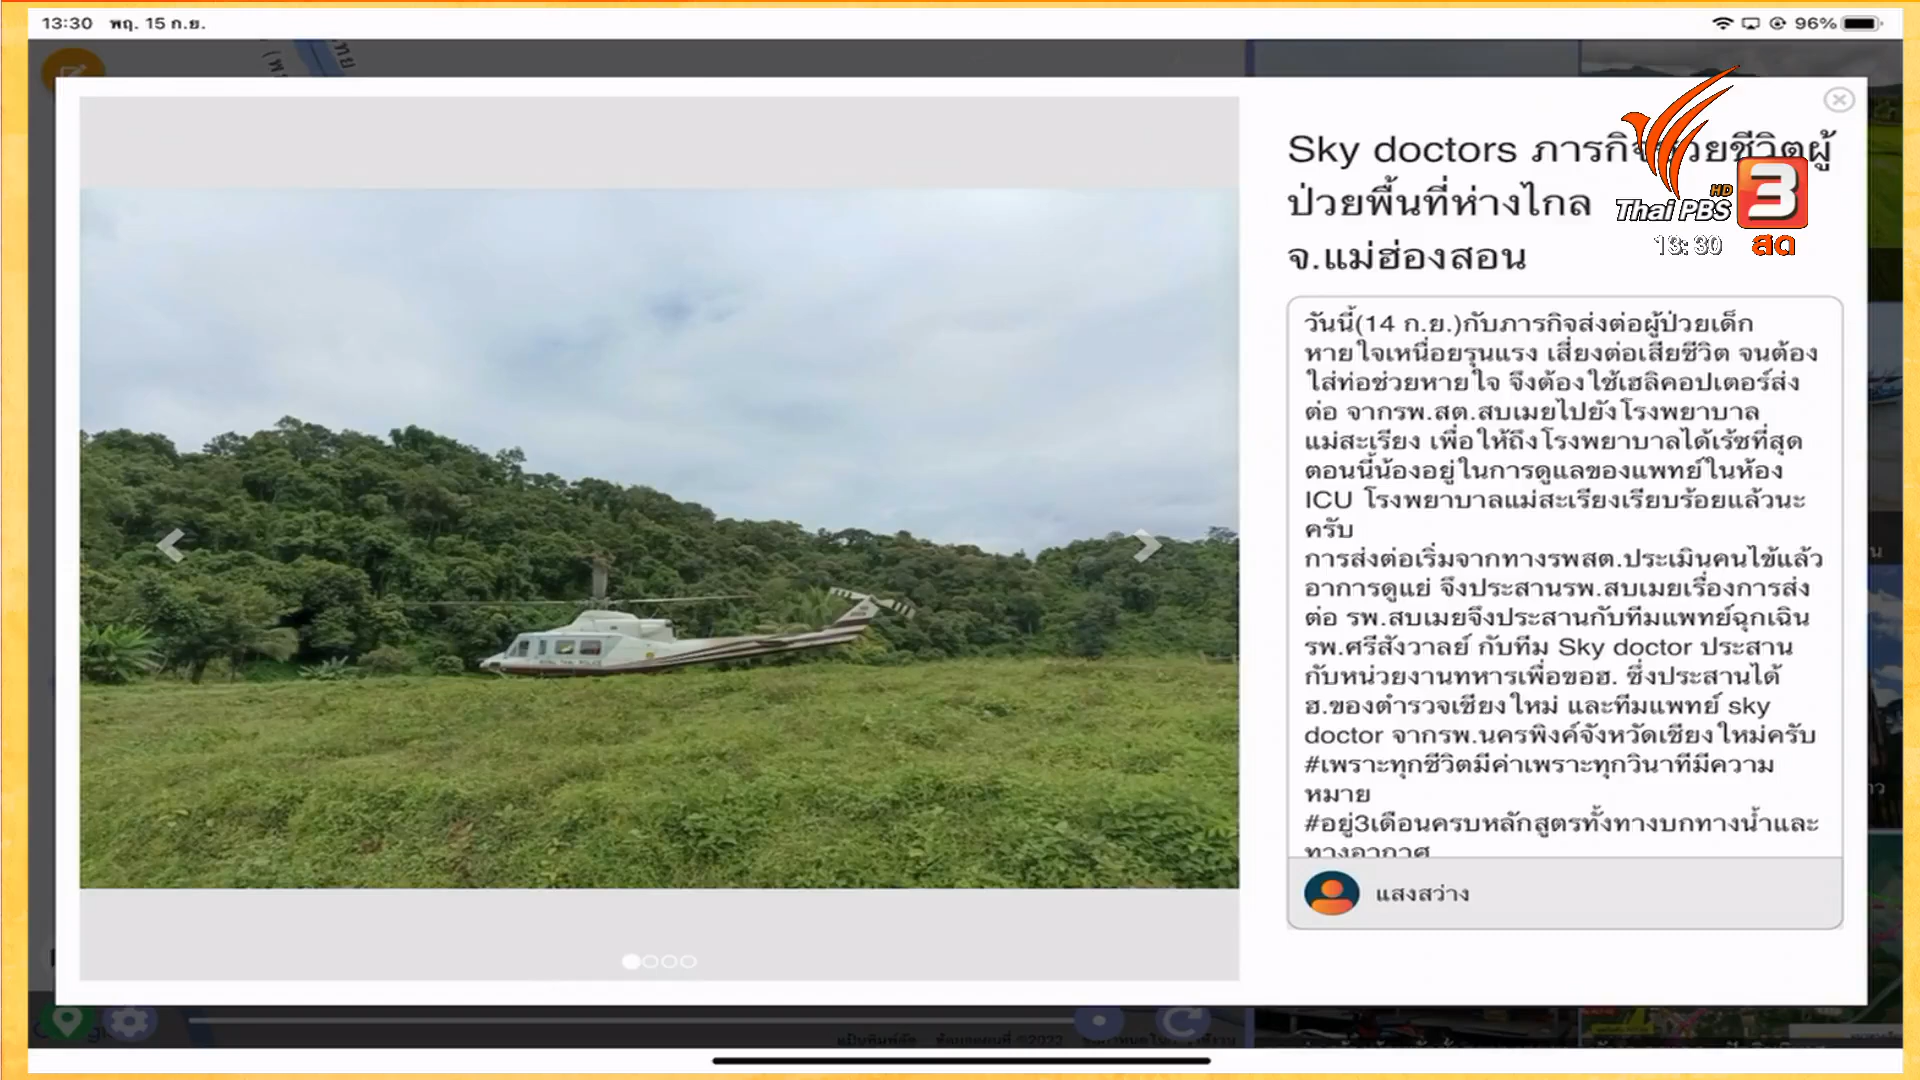 13:30 พฤ. 15 ก.ย.
96%
Sky doctors ภารกิจช่วยชีวิตผู้
ป่วยพื้นที่ห่างไกล
จ.แม่ฮ่องสอน
HD
Thai PBS 3
13:30 สด
วันนี้(14 ก.ย.)กับภารกิจส่งต่อผู้ป่วยเด็ก
หายใจเหนื่อยรุนแรง เสี่ยงต่อเสียชีวิต จนต้อง
ใส่ท่อช่วยหายใจ จึงต้องใช้เฮลิคอปเตอร์ส่ง
ต่อ จากรพ.สต.สบเมยไปยังโรงพยาบาล
แม่สะเรียง เพื่อให้ถึงโรงพยาบาลได้เร้ซที่สุด
ตอนนี้น้องอยู่ในการดูแลของแพทย์ในห้อง
ICU โรงพยาบาลแม่สะเรียงเรียบร้อยแล้วนะ
ครับ
การส่งต่อเริ่มจากทางรพสต.ประเมินคนไข้แล้ว
อาการดูแย่ จึงประสานรพ.สบเมยเรื่องการส่ง
ต่อ รพ.สบเมยจึงประสานกับทีมแพทย์ฉุกเฉิน
รพ.ศรีสังวาลย์ กับทีม Sky doctor ประสาน
กับหน่วยงานทหารเพื่อขอฮ. ซึ่งประสานได้
ฮ.ของตำรวจเชียงใหม่ และทีมแพทย์ sky
doctor จากรพ.นครพิงค์จังหวัดเชียงใหม่ครับ
#เพราะทุกชีวิตมีค่าเพราะทุกวินาทีมีความ
หมาย
#อยู่3เดือนครบหลักสูตรทั้งทางบกทางน้ำและ
ทางอากาศ
แสงสว่าง